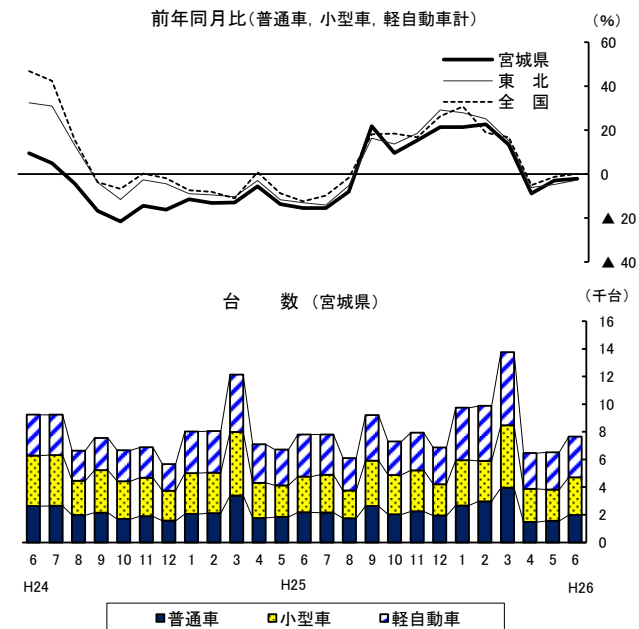 前年同月比(普通車, 小型車, 軽自動車計)
(%)
60
40
20
0
▲ 20
▲ 40
宮城県
東　北
全　国
台　　数 (宮城県)
(千台)
16
14
12
10
8
6
4
2
0
6 7 8 9 10 11 12 1 2 3 4 5 6 7 8 9 10 11 12 1 2 3 4 5 6
H24 H25 H26
■普通車 小型車 軽自動車